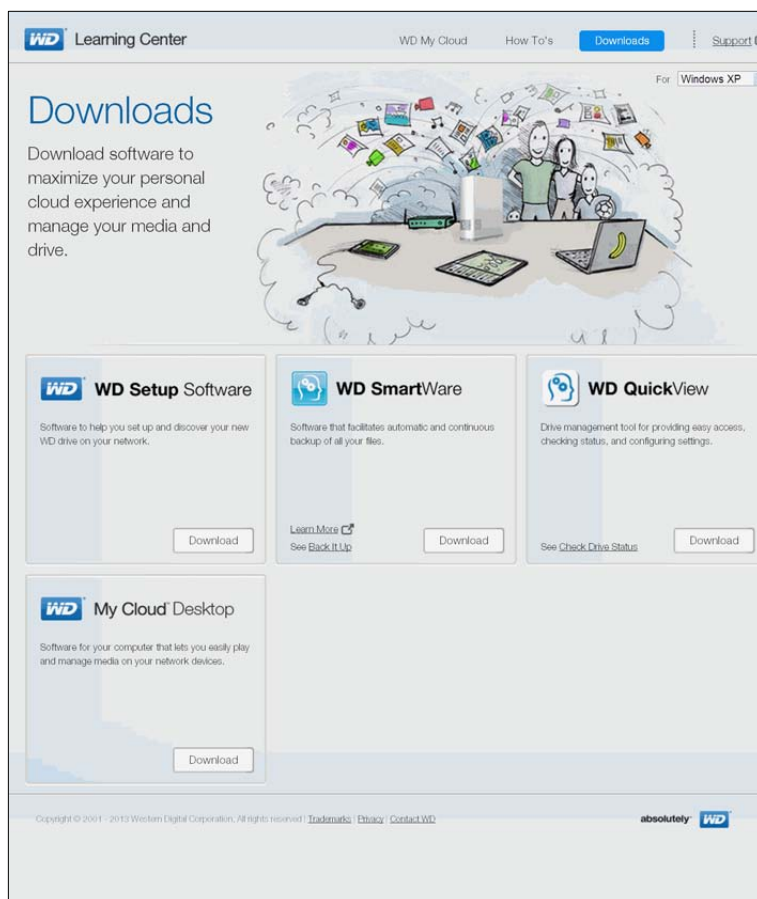 WD Learning Center
WD My Cloud
How To's
Downloads
Support
For Windows XP
Downloads
Download software to
maximize your personal
cloud experience and
manage your media and
drive.
WD WD Setup Software
Software to help you set up and discover your new
WD drive on your network.
Download
WD SmartWare
Software that facilitates automatic and continuous
backup of all your files.
Learn More
See Back It Up
Download
WD QuickView
Drive management tool for providing easy access,
checking status, and configuring settings.
See Check Drive Status
Download
WD My Cloud™ Desktop
Software for your computer that lets you easily play
and manage media on your network devices.
Download
Copyright © 2001 - 2013 Western Digital Corporation, All rights reserved | Trademarks | Privacy | Contact WD
absolutely™ WD